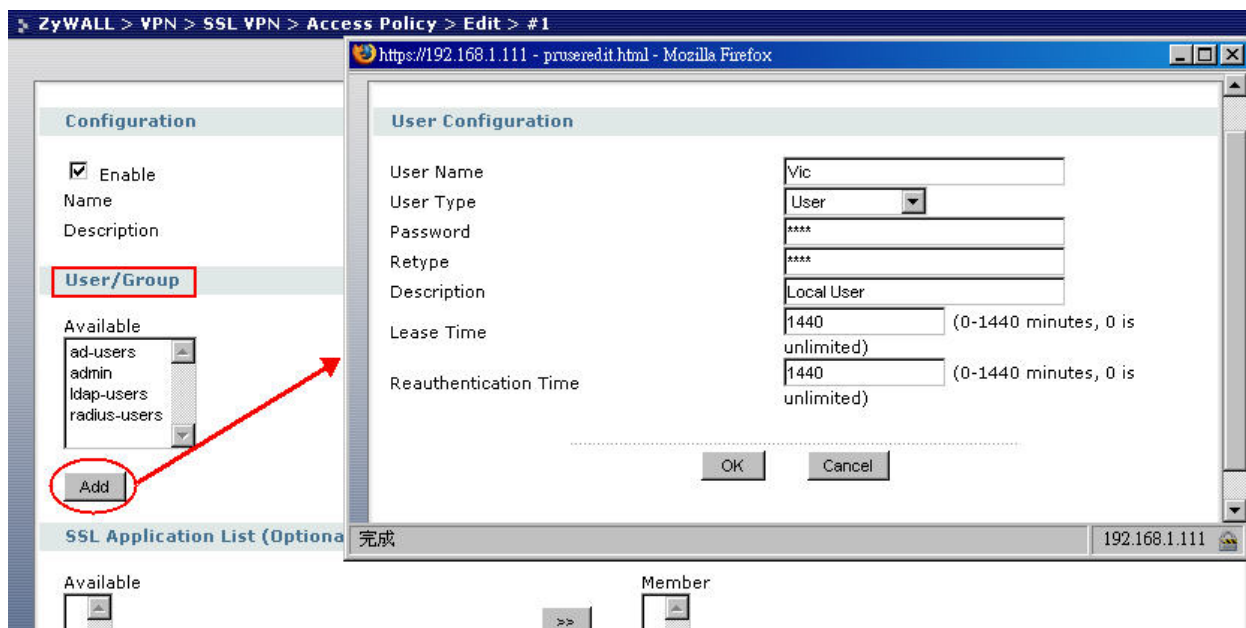 ZyWALL > VPN > SSL VPN > Access Policy > Edit > #1
https://192.168.1.111 - pruseredit.html - Mozilla Firefox
Configuration
Enable
Name
Description
User/Group
Available
ad-users
admin
ldap-users
radius-users
Add
User Configuration
User Name Vic
User Type User
Password ****
Retype ****
Description Local User
Lease Time 1440 (0-1440 minutes, 0 is
unlimited)
Reauthentication Time 1440 (0-1440 minutes, 0 is
unlimited)
OK Cancel
完成 192.168.1.111
SSL Application List (Optiona
Available Member
>>